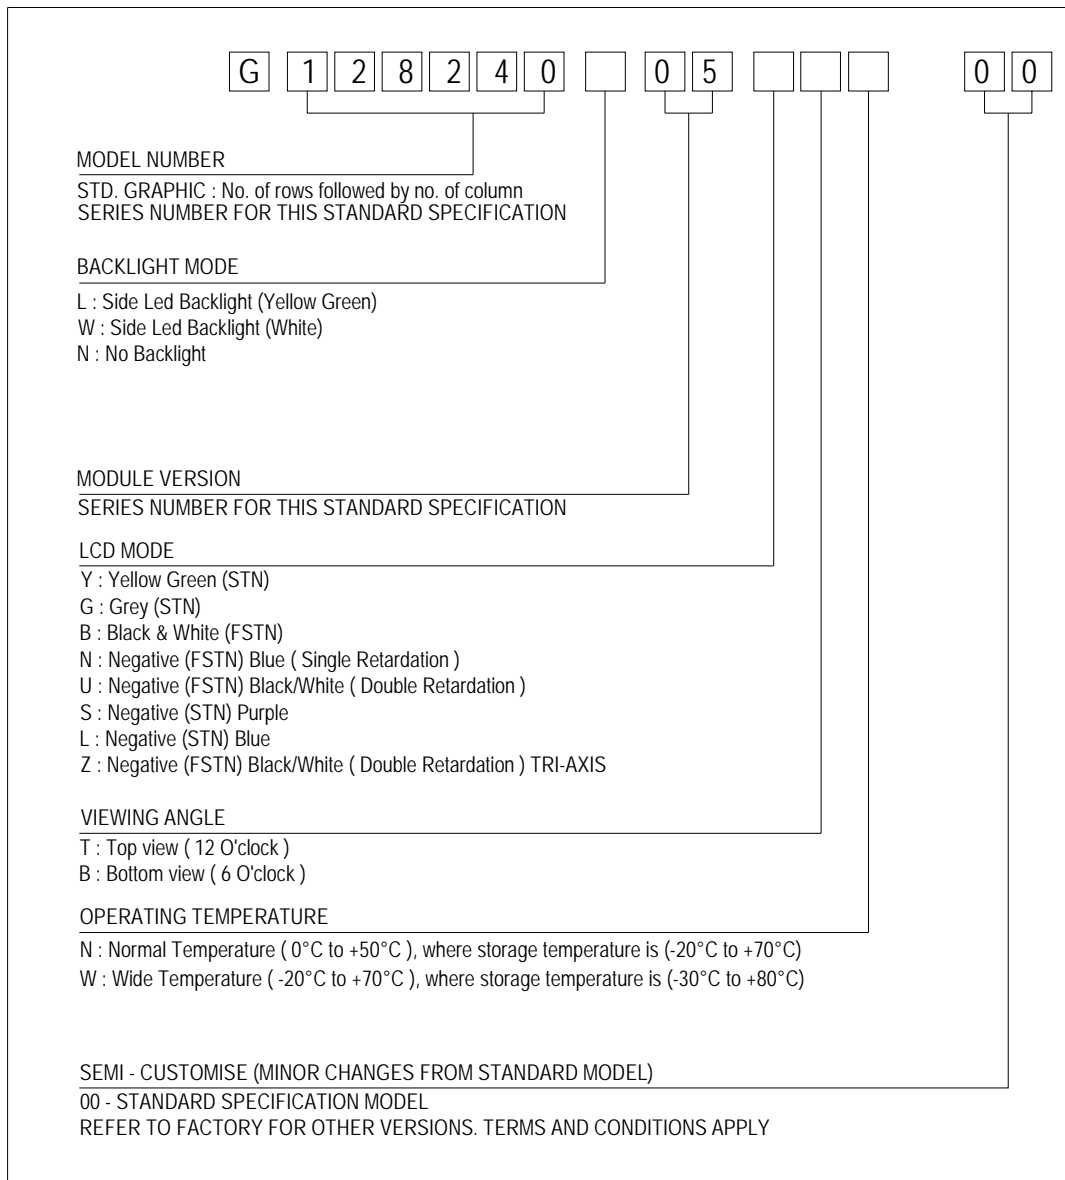 G 1 2 8 2 4 0 0 5 0 0
MODEL NUMBER
STD. GRAPHIC : No. of rows followed by no. of column
SERIES NUMBER FOR THIS STANDARD SPECIFICATION
BACKLIGHT MODE
L : Side Led Backlight (Yellow Green)
W : Side Led Backlight (White)
N : No Backlight
MODULE VERSION
SERIES NUMBER FOR THIS STANDARD SPECIFICATION
LCD MODE
Y : Yellow Green (STN)
G : Grey (STN)
B : Black & White (FSTN)
N : Negative (FSTN) Blue ( Single Retardation )
U : Negative (FSTN) Black/White ( Double Retardation )
S : Negative (STN) Purple
L : Negative (STN) Blue
Z : Negative (FSTN) Black/White ( Double Retardation ) TRI-AXIS
VIEWING ANGLE
T : Top view ( 12 O'clock )
B : Bottom view ( 6 O'clock )
OPERATING TEMPERATURE
N : Normal Temperature ( 0°C to +50°C ), where storage temperature is (-20°C to +70°C)
W : Wide Temperature ( -20°C to +70°C ), where storage temperature is (-30°C to +80°C)
SEMI - CUSTOMISE (MINOR CHANGES FROM STANDARD MODEL)
00 - STANDARD SPECIFICATION MODEL
REFER TO FACTORY FOR OTHER VERSIONS. TERMS AND CONDITIONS APPLY